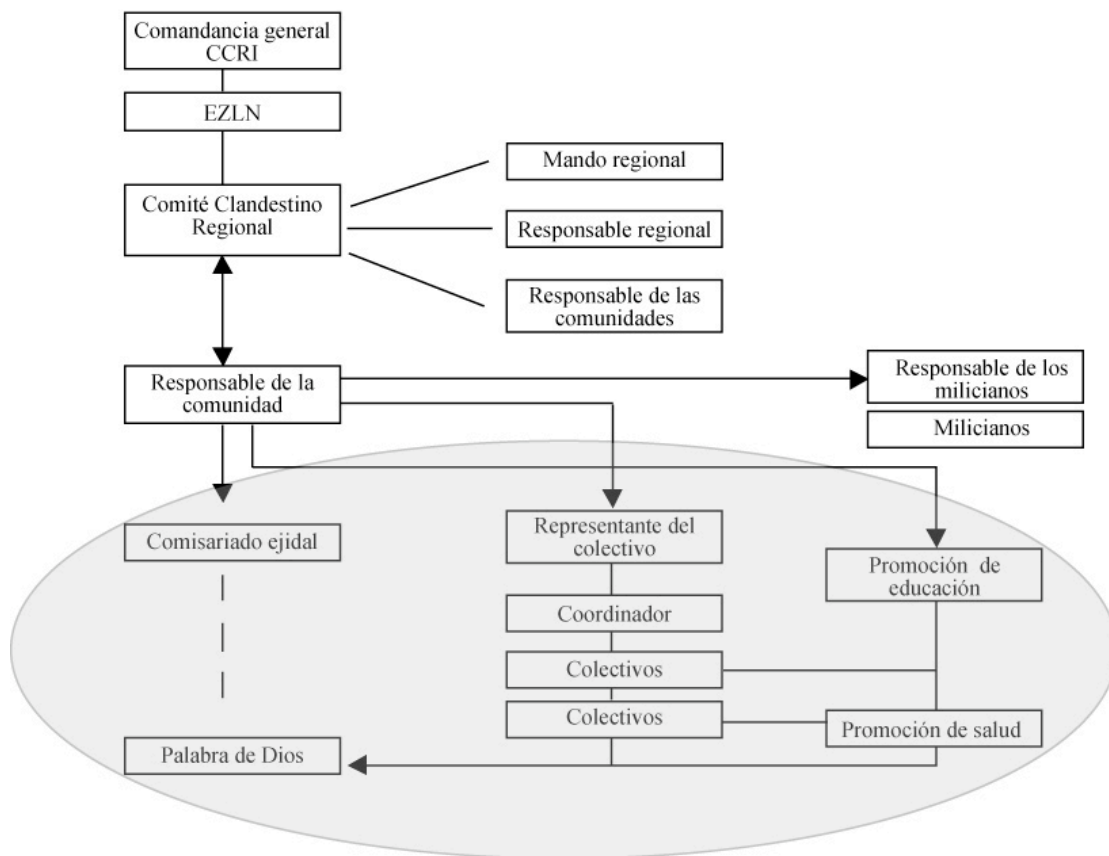 Comandancia general
CCRI
EZLN
Mando regional
Comité Clandestino
Regional
Responsable regional
Responsable de las
comunidades
Responsable de la
comunidad
Responsable de los
milicianos
Milicianos
Comisariado ejidal
Representante del
colectivo
Promoción de
educación
Coordinador
Colectivos
Colectivos
Promoción de salud
Palabra de Dios